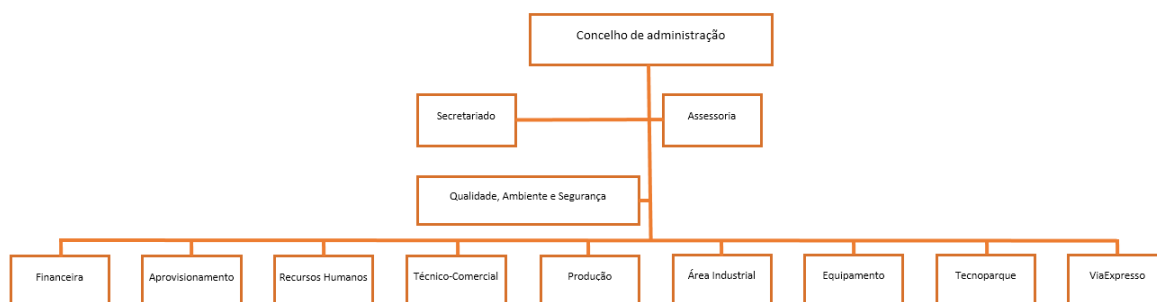 Concelho de administração
Secretariado
Assessoria
Qualidade, Ambiente e Segurança
Financeira
Aprovisionamento
Recursos Humanos
Técnico-Comercial
Produção
Área Industrial
Equipamento
Tecnoparque
ViaExpresso